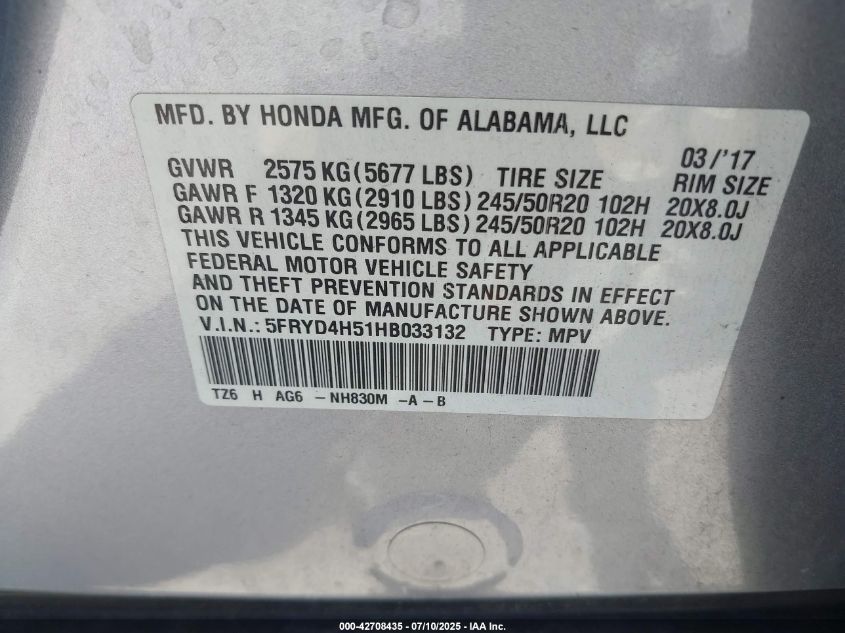 MFD. BY HONDA MFG. OF ALABAMA, LLC
03/'17
GVWR 2575 KG (5677 LBS) TIRE SIZE RIM SIZE
GAWR F 1320 KG (2910 LBS) 245/50R20 102H 20X8.0J
GAWR R 1345 KG (2965 LBS) 245/50R20 102H 20X8.0J
THIS VEHICLE CONFORMS TO ALL APPLICABLE
FEDERAL MOTOR VEHICLE SAFETY
AND THEFT PREVENTION STANDARDS IN EFFECT
ON THE DATE OF MANUFACTURE SHOWN ABOVE.
V.I.N.: 5FRYD4H51HB033132 TYPE: MPV
TZ6 H AG6 - NH830M -A - B
000-42708435 - 07/10/2025 - IAA Inc.